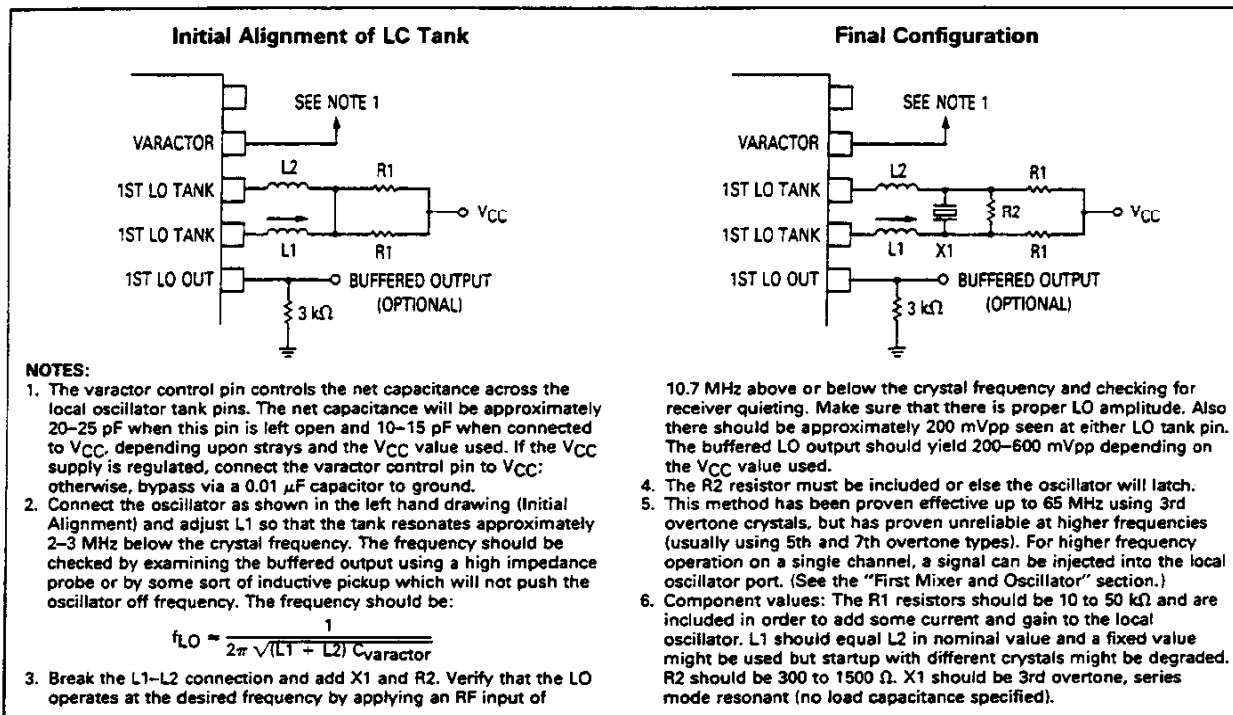 Initial Alignment of LC Tank
SEE NOTE 1
VARACTOR
L2
R1
1ST LO TANK
VCC
1ST LO TANK
L1
R1
1ST LO OUT
BUFFERED OUTPUT
(OPTIONAL)
3 kΩ
Final Configuration
SEE NOTE 1
VARACTOR
L2
R1
1ST LO TANK
R2
VCC
1ST LO TANK
L1
X1
R1
1ST LO OUT
BUFFERED OUTPUT
(OPTIONAL)
3 kΩ
NOTES:
1. The varactor control pin controls the net capacitance across the
local oscillator tank pins. The net capacitance will be approximately
20–25 pF when this pin is left open and 10–15 pF when connected
to VCC, depending upon strays and the VCC value used. If the VCC
supply is regulated, connect the varactor control pin to VCC;
otherwise, bypass via a 0.01 μF capacitor to ground.
2. Connect the oscillator as shown in the left hand drawing (Initial
Alignment) and adjust L1 so that the tank resonates approximately
2–3 MHz below the crystal frequency. The frequency should be
checked by examining the buffered output using a high impedance
probe or by some sort of inductive pickup which will not push the
oscillator off frequency. The frequency should be:
fLO = 1 / 2π √(L1 + L2) Cvaractor
3. Break the L1–L2 connection and add X1 and R2. Verify that the LO
operates at the desired frequency by applying an RF input of
10.7 MHz above or below the crystal frequency and checking for
receiver quieting. Make sure that there is proper LO amplitude. Also
there should be approximately 200 mVpp seen at either LO tank pin.
The buffered LO output should yield 200–600 mVpp depending on
the VCC value used.
4. The R2 resistor must be included or else the oscillator will latch.
5. This method has been proven effective up to 65 MHz using 3rd
overtone crystals, but has proven unreliable at higher frequencies
(usually using 5th and 7th overtone types). For higher frequency
operation on a single channel, a signal can be injected into the local
oscillator port. (See the "First Mixer and Oscillator" section.)
6. Component values: The R1 resistors should be 10 to 50 kΩ and are
included in order to add some current and gain to the local
oscillator. L1 should equal L2 in nominal value and a fixed value
might be used but startup with different crystals might be degraded.
R2 should be 300 to 1500 Ω. X1 should be 3rd overtone, series
mode resonant (no load capacitance specified).